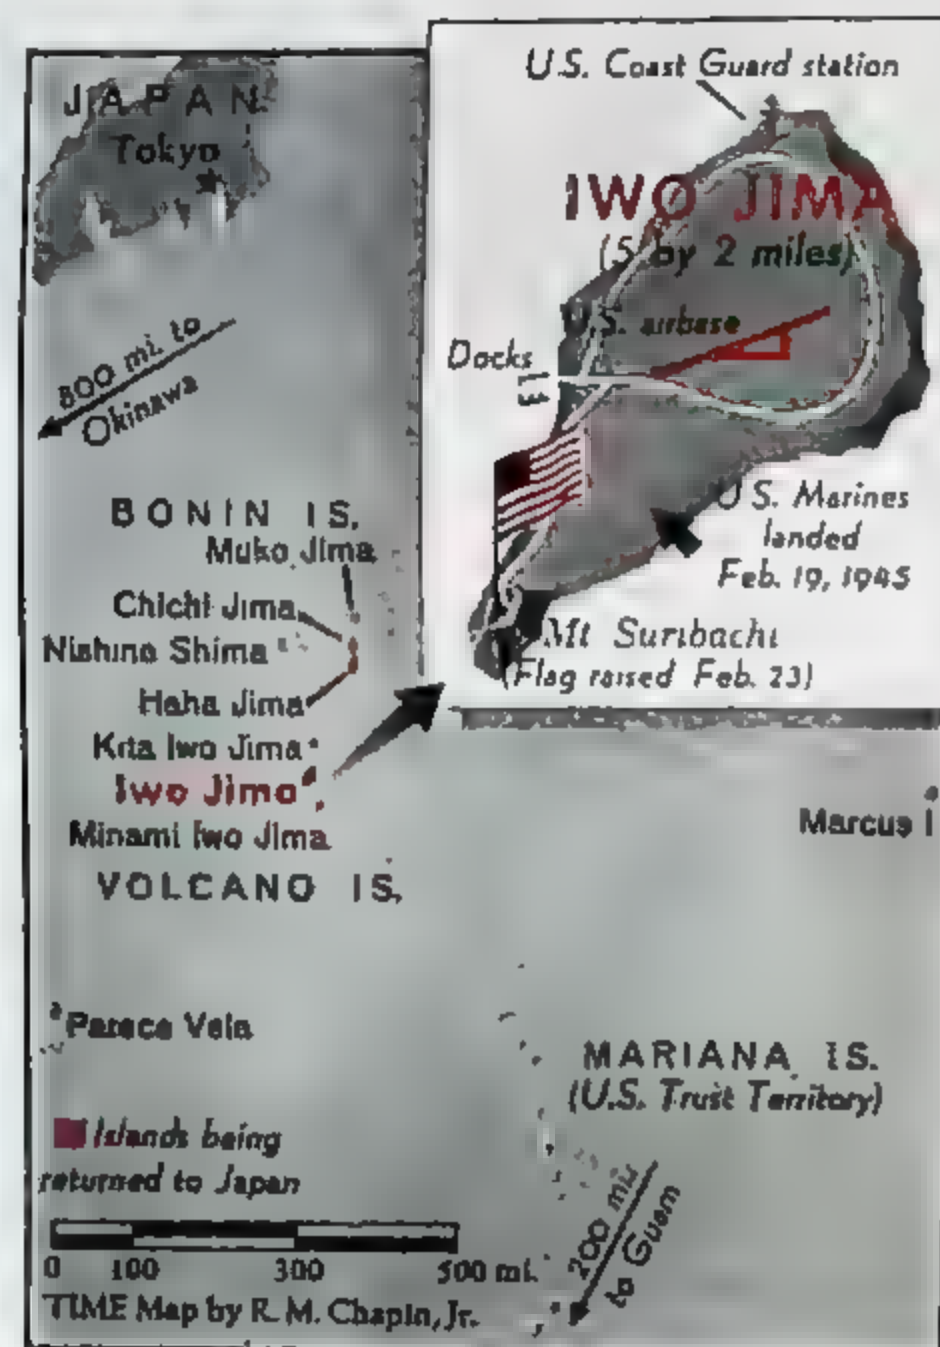 JAPAN
Tokyo
800 mi. to
Okinawa
BONIN IS.
Muko Jima
Chichi Jima
Nishino Shima
Haha Jima
Kita Iwo Jima
Iwo Jima
Minami Iwo Jima
VOLCANO IS.
Parece Vela
Islands being
returned to Japan
0 100 300 500 mi.
TIME Map by R. M. Chapin, Jr.
U.S. Coast Guard station
IWO JIMA
(5 by 2 miles)
U.S. airbase
Docks
U.S. Marines
landed
Feb. 19, 1945
Mt Suribachi
(Flag raised Feb. 23)
Marcus I
MARIANA IS.
(U.S. Trust Territory)
200 mi.
to Guam